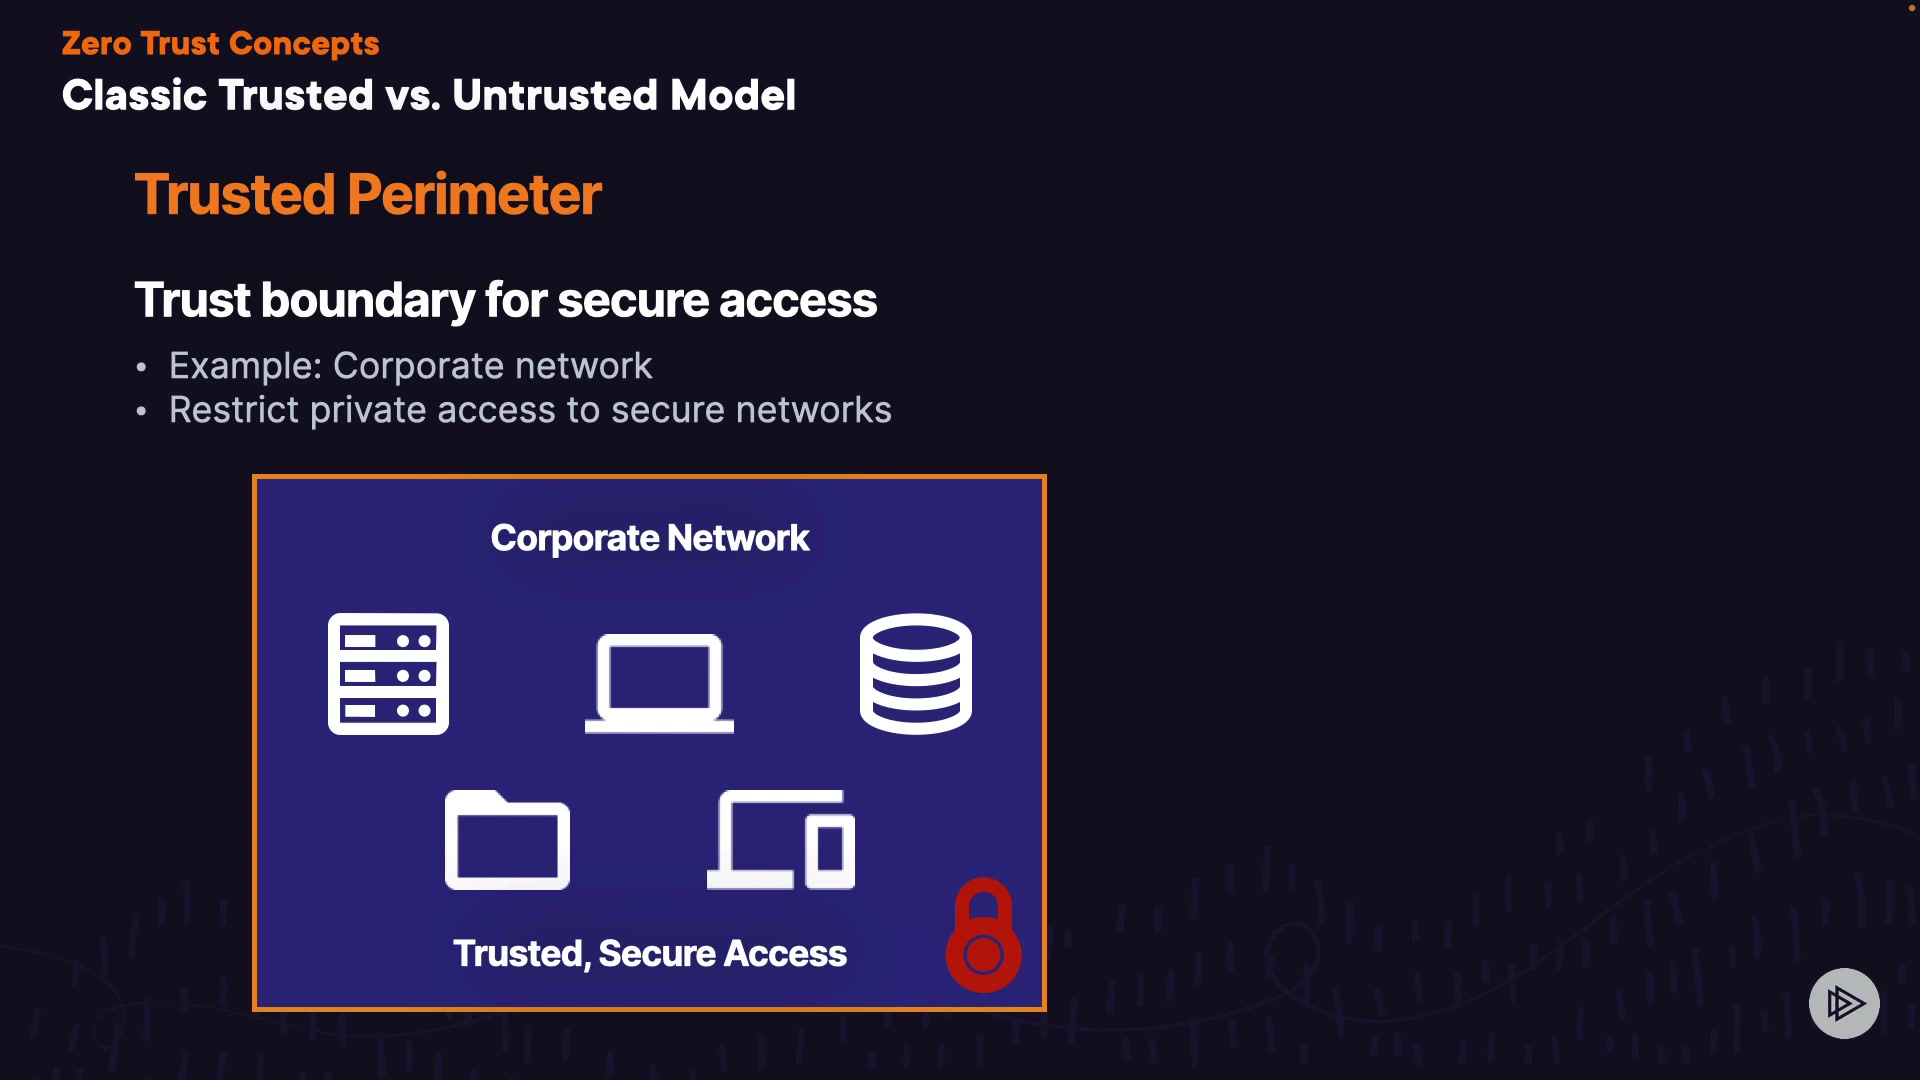 Zero Trust Concepts
Classic Trusted vs. Untrusted Model
Trusted Perimeter
Trust boundary for secure access
• Example: Corporate network
• Restrict private access to secure networks
Corporate Network
Trusted, Secure Access